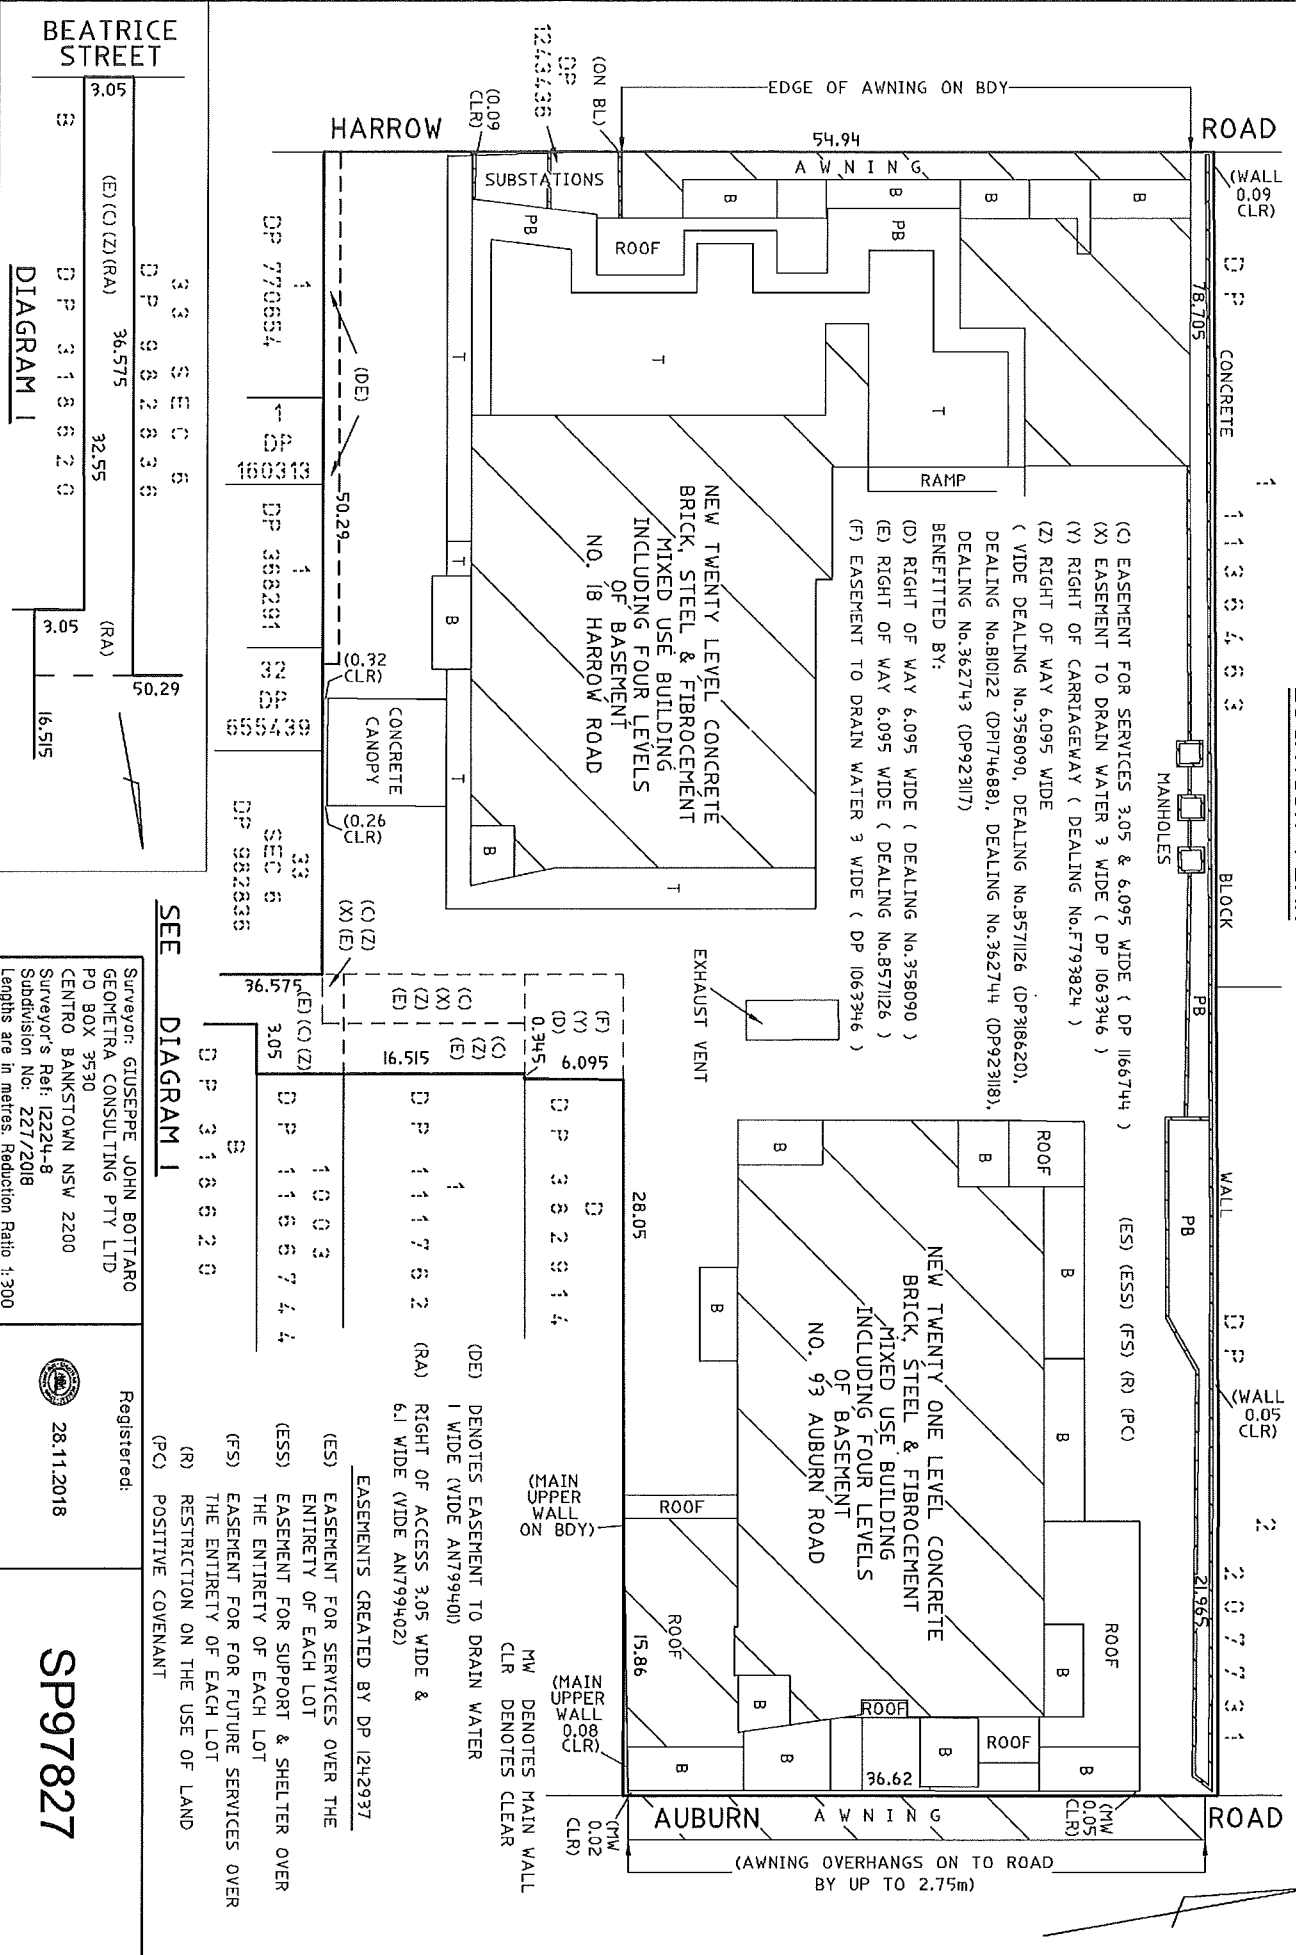 BEATRICE
STREET
3.05
(E) (C) (Z) (RA)
36.575
32.55
(RA)
3.05
50.29
16.515
33 SEC 6
DP 982836
B
DP 318620
DIAGRAM 1
HARROW
ROAD
EDGE OF AWNING ON BDY
54.94
AWNING
(ON BL)
DP
1243436
(0.09
CLR)
SUBSTATIONS
PB
ROOF
B
B
B
B
PB
T
T
T
RAMP
(WALL
0.09
CLR)
78.705
CONCRETE
BLOCK
WALL
DP 1136463
1
MANHOLES
PB
PB
DP 1220731
2
(WALL
0.05
CLR)
21.965
(C) EASEMENT FOR SERVICES 3.05 & 6.095 WIDE ( DP 1166744 )
(X) EASEMENT TO DRAIN WATER 3 WIDE ( DP 1063346 )
(Y) RIGHT OF CARRIAGEWAY ( DEALING No.F793824 )
(Z) RIGHT OF WAY 6.095 WIDE
( VIDE DEALING No.358090, DEALING No.B571126 (DP318620),
DEALING No.B10122 (DP174688), DEALING No.362744 (DP923118),
DEALING No.362743 (DP923117)
BENEFITTED BY:
(D) RIGHT OF WAY 6.095 WIDE ( DEALING No.358090 )
(E) RIGHT OF WAY 6.095 WIDE ( DEALING No.B571126 )
(F) EASEMENT TO DRAIN WATER 3 WIDE ( DP 1063346 )
NEW TWENTY LEVEL CONCRETE
BRICK, STEEL & FIBROCEMENT
MIXED USE BUILDING
INCLUDING FOUR LEVELS
OF BASEMENT
NO. 18 HARROW ROAD
T
B
T
B
T
T
(DE)
50.29
1
DP 770654
1
DP
160313
1
DP 368291
32
DP
655439
33
SEC 6
DP 982836
(0.32
CLR)
CONCRETE
CANOPY
(0.26
CLR)
(C) (Z)
(X) (E)
36.575
(E) (C) (Z)
3.05
(C)
(X)
(Z)
(E)
(C)
(Z)
(E)
16.515
(F)
(Y)
(D)
0.345
6.095
EXHAUST VENT
28.05
D
DP 382914
1
DP 111762
1003
DP 1166744
B
DP 318620
SEE DIAGRAM 1
(ES) (ESS) (FS) (R) (PC)
NEW TWENTY ONE LEVEL CONCRETE
BRICK, STEEL & FIBROCEMENT
MIXED USE BUILDING
INCLUDING FOUR LEVELS
OF BASEMENT
NO. 93 AUBURN ROAD
B
B
ROOF
B
B
B
B
ROOF
ROOF
(MAIN
UPPER
WALL
ON BDY)
ROOF
15.86
(MAIN
UPPER
WALL
0.08
CLR)
B
B
B
ROOF
B
ROOF
B
36.62
(MW
0.05
CLR)
(MW
0.02
CLR)
AUBURN
AWNING
ROAD
(AWNING OVERHANGS ON TO ROAD
BY UP TO 2.75m)
MW DENOTES MAIN WALL
CLR DENOTES CLEAR
(DE) DENOTES EASEMENT TO DRAIN WATER
1 WIDE (VIDE AN799401)
(RA) RIGHT OF ACCESS 3.05 WIDE &
6.1 WIDE (VIDE AN799402)
EASEMENTS CREATED BY DP 1242937
(ES) EASEMENT FOR SERVICES OVER THE
ENTIRETY OF EACH LOT
(ESS) EASEMENT FOR SUPPORT & SHELTER OVER
THE ENTIRETY OF EACH LOT
(FS) EASEMENT FOR FOR FUTURE SERVICES OVER
THE ENTIRETY OF EACH LOT
(R) RESTRICTION ON THE USE OF LAND
(PC) POSITIVE COVENANT
Surveyor: GIUSEPPE JOHN BOTTARO
GEOMETRA CONSULTING PTY LTD
PO BOX 3530
CENTRO BANKSTOWN NSW 2200
Surveyor's Ref: 12224-8
Subdivision No: 227/2018
Lengths are in metres. Reduction Ratio 1:300
Registered:
28.11.2018
SP97827